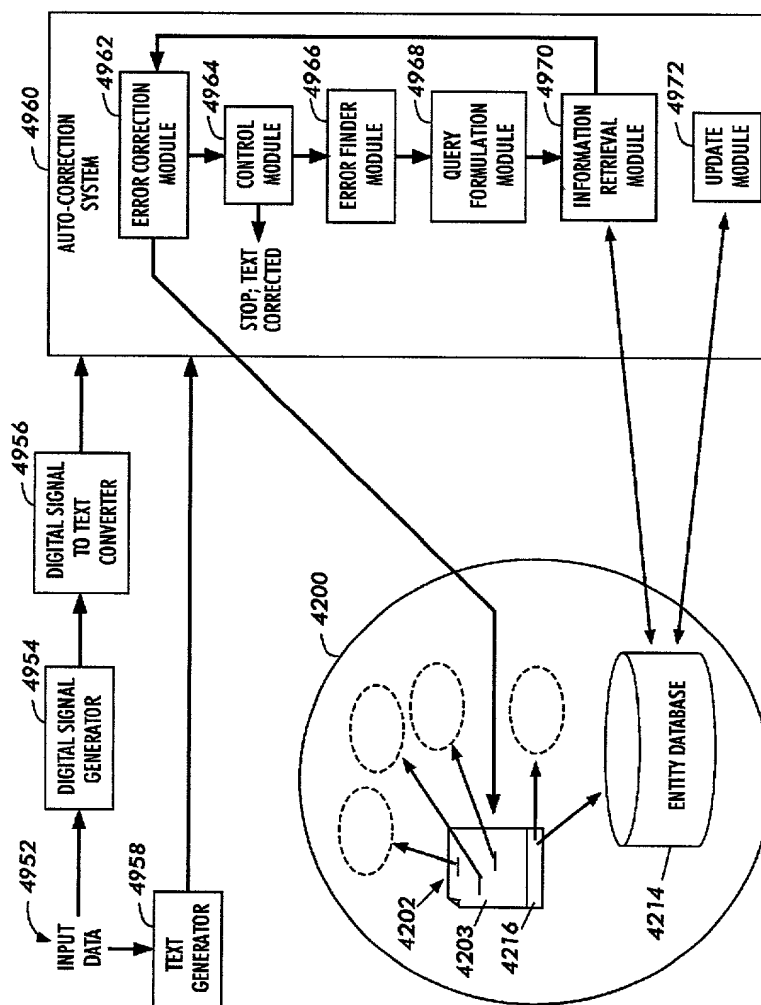 4952
INPUT
DATA
4954
DIGITAL SIGNAL
GENERATOR
4956
DIGITAL SIGNAL
TO TEXT
CONVERTER
4958
TEXT
GENERATOR
4960
AUTO-CORRECTION
SYSTEM
4962
ERROR CORRECTION
MODULE
4964
CONTROL
MODULE
STOP; TEXT
CORRECTED
4966
ERROR FINDER
MODULE
4968
QUERY
FORMULATION
MODULE
4970
INFORMATION
RETRIEVAL
MODULE
4972
UPDATE
MODULE
4200
4202
4203
4216
ENTITY DATABASE
4214